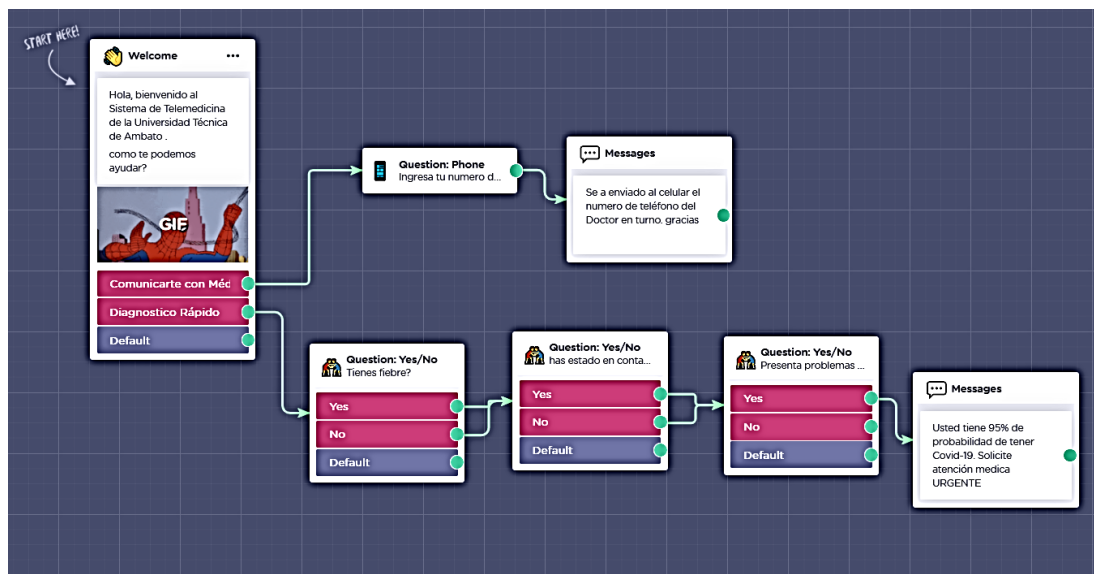 START HERE!
Welcome
Hola, bienvenido al
Sistema de Telemedicina
de la Universidad Técnica
de Ambato .
como te podemos
ayudar?
GIF
Comunicarte con Méc
Diagnostico Rápido
Default
Question: Phone
Ingresa tu numero d...
Messages
Se a enviado al celular el
numero de teléfono del
Doctor en turno. gracias
Question: Yes/No
Tienes fiebre?
Yes
No
Default
Question: Yes/No
has estado en conta...
Yes
No
Default
Question: Yes/No
Presenta problemas ...
Yes
No
Default
Messages
Usted tiene 95% de
probabilidad de tener
Covid-19. Solicite
atención medica
URGENTE